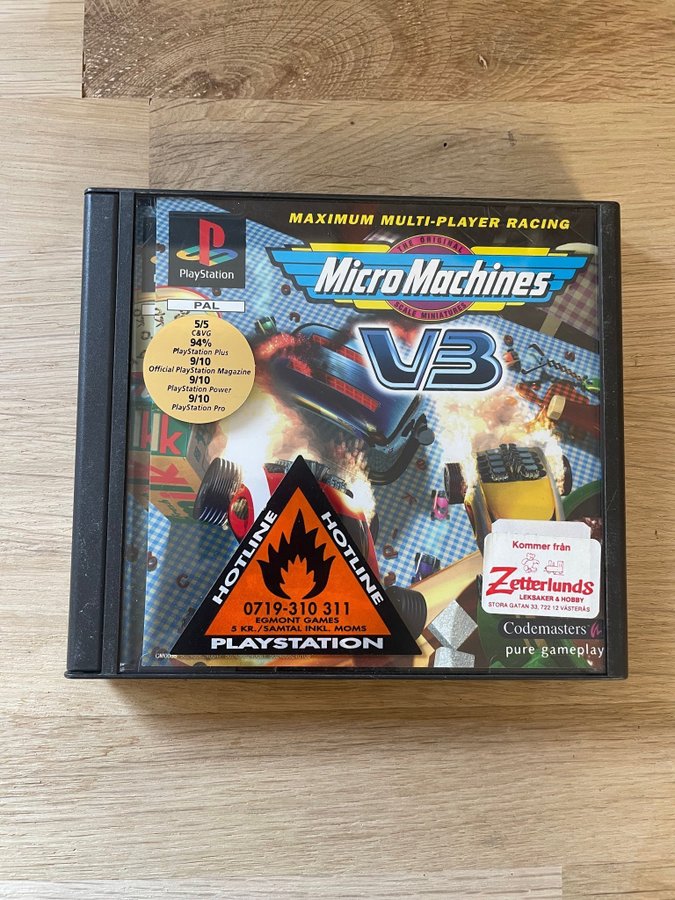 MAXIMUM MULTI-PLAYER RACING
THE ORIGINAL
Micro Machines
SCALE MINIATURES
V3
PlayStation
PAL
5/5
C&VG
94%
PlayStation Plus
9/10
Official PlayStation Magazine
9/10
PlayStation Power
9/10
PlayStation Pro
HOTLINE
HOTLINE
0719-310 311
EGMONT GAMES
5 KR./SAMTAL INKL. MOMS
PLAYSTATION
Kommer från
Zetterlunds
LEKSAKER & HOBBY
STORA GATAN 33, 722 12 VÄSTERÅS
Codemasters
pure gameplay